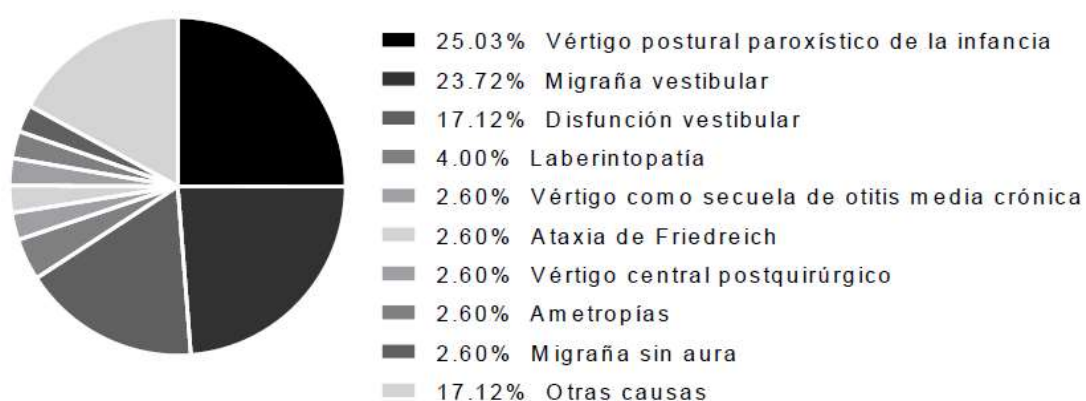 25.03% Vértigo postural paroxístico de la infancia
23.72% Migraña vestibular
17.12% Disfunción vestibular
4.00% Laberintopatía
2.60% Vértigo como secuela de otitis media crónica
2.60% Ataxia de Friedreich
2.60% Vértigo central postquirúrgico
2.60% Ametropías
2.60% Migraña sin aura
17.12% Otras causas